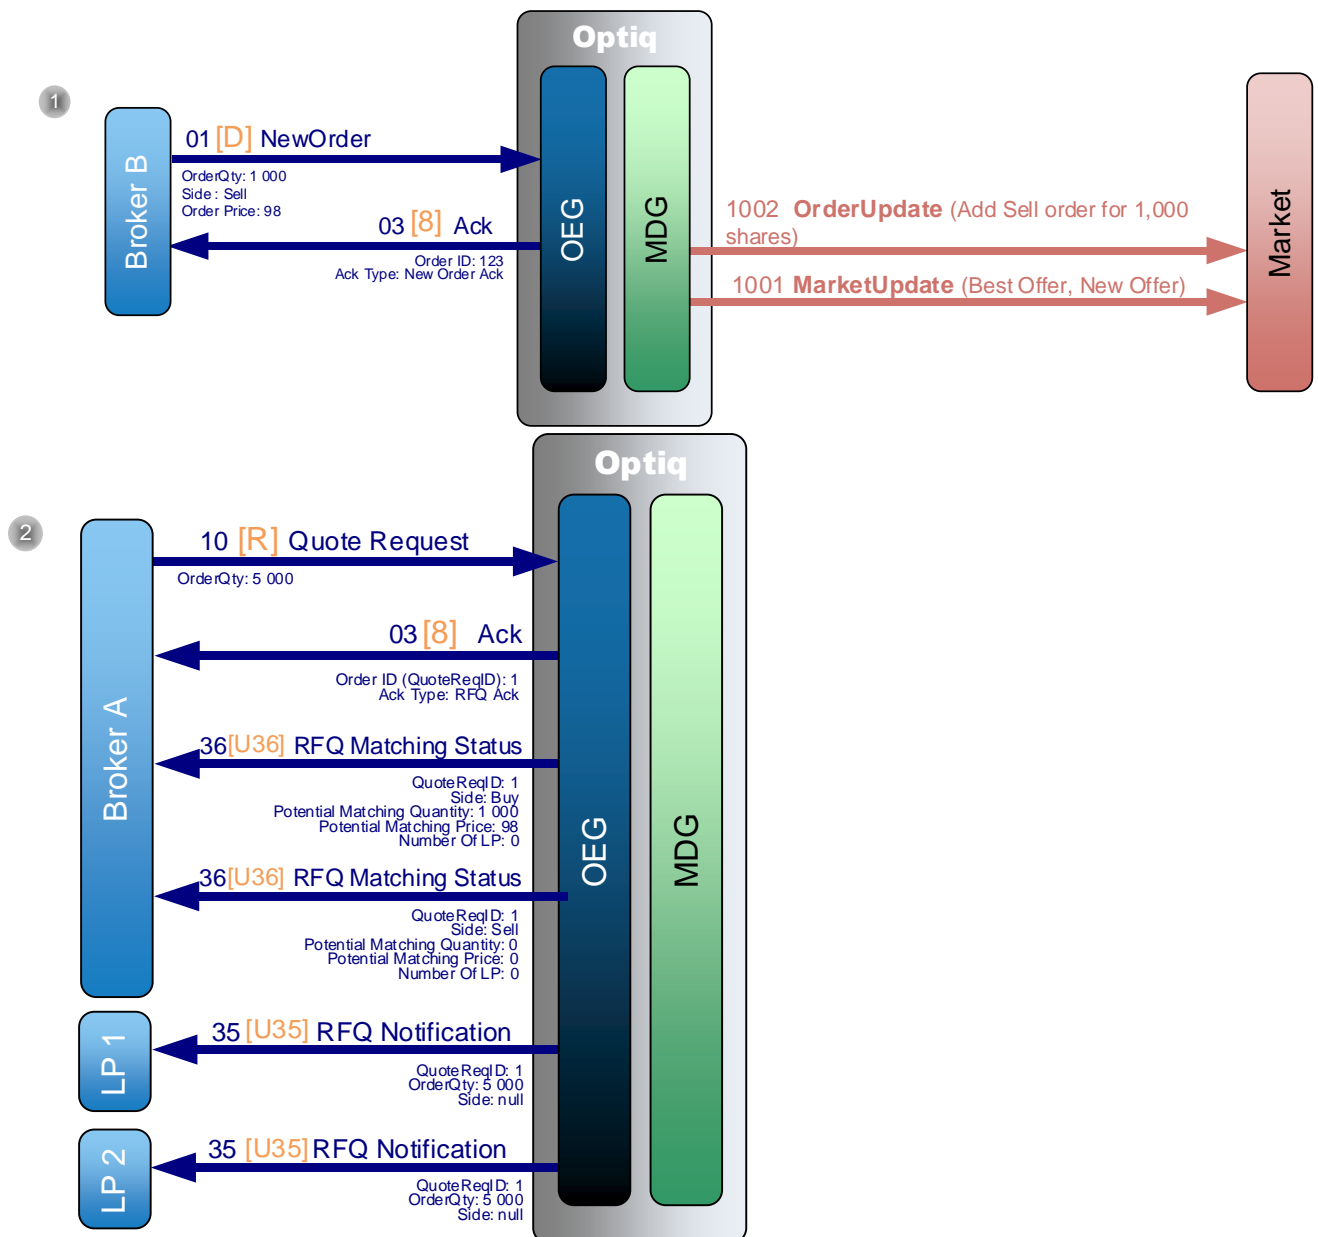 Optiq
1
01 [D] NewOrder
OrderQty: 1 000
Side : Sell
Order Price: 98
03 [8] Ack
Order ID: 123
Ack Type: New Order Ack
Broker B
OEG
MDG
1002 OrderUpdate (Add Sell order for 1,000
shares)
1001 MarketUpdate (Best Offer, New Offer)
Market
Optiq
2
10 [R] Quote Request
OrderQty: 5 000
03 [8] Ack
Order ID (QuoteReqID): 1
Ack Type: RFQ Ack
36[U36] RFQ Matching Status
QuoteReqID: 1
Side: Buy
Potential Matching Quantity: 1 000
Potential Matching Price: 98
Number Of LP: 0
36[U36] RFQ Matching Status
QuoteReqID: 1
Side: Sell
Potential Matching Quantity: 0
Potential Matching Price: 0
Number Of LP: 0
Broker A
OEG
MDG
35 [U35] RFQ Notification
QuoteReqID: 1
OrderQty: 5 000
Side: null
LP 1
35 [U35] RFQ Notification
QuoteReqID: 1
OrderQty: 5 000
Side: null
LP 2